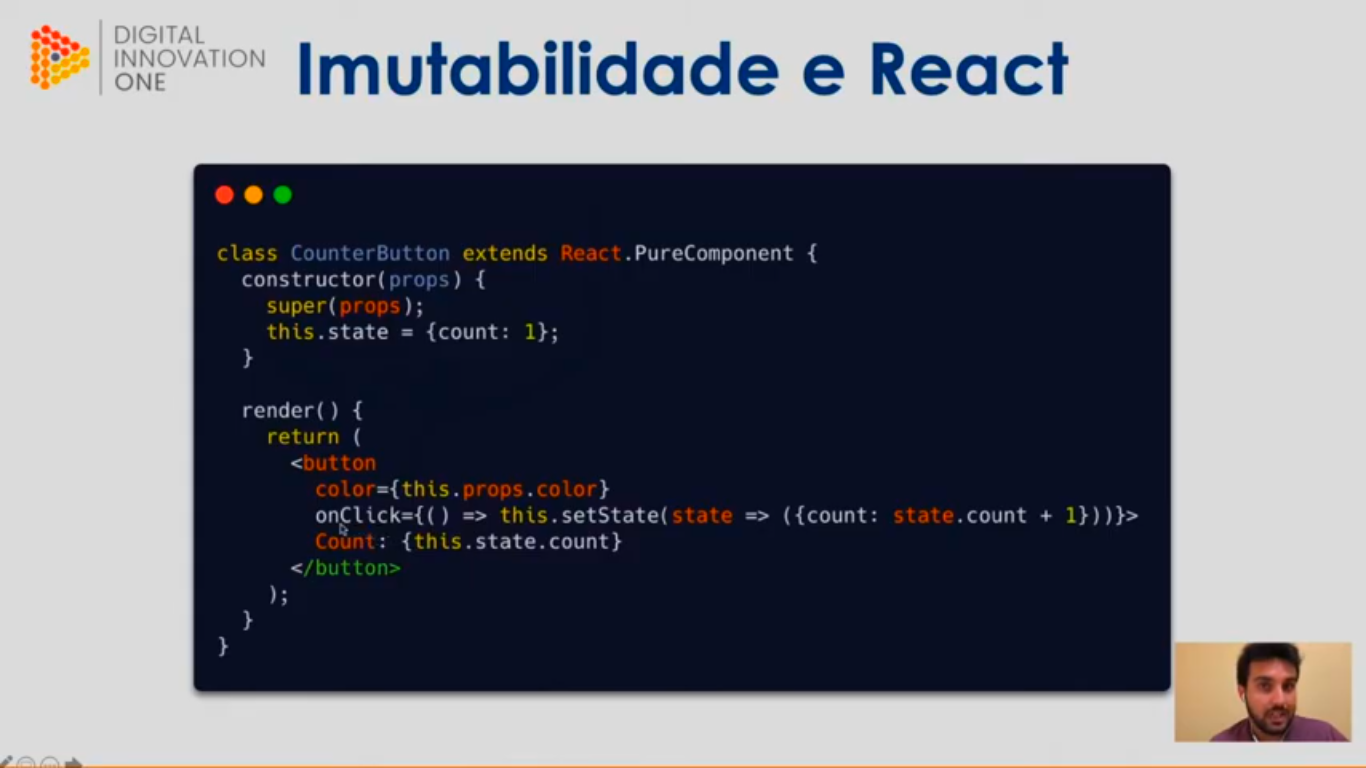 DIGITAL
INNOVATION
ONE
Imutabilidade e React
class CounterButton extends React.PureComponent {
  constructor(props) {
    super(props);
    this.state = {count: 1};
  }

  render() {
    return (
      <button
        color={this.props.color}
        onClick={() => this.setState(state => ({count: state.count + 1}))}>
        Count: {this.state.count}
      </button>
    );
  }
}